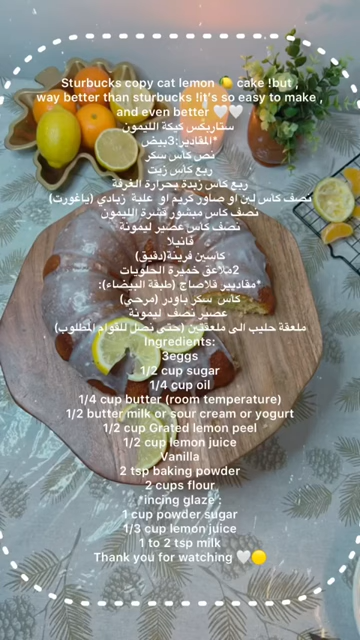 Sturbucks copy cat lemon 🍋 cake !but ,
way better than sturbucks !it's so easy to make ,
and even better 🤍🤍
ستاربكس كيكة الليمون
*المقادير:3بيض
نص كاس سكر
ربع كاس زيت
ربع كاس زبدة بحرارة الغرفة
نصف كاس لبن او صاور كريم او علبة زبادي (ياغورت)
نصف كاس مبشور قشرة الليمون
نصف كاس عصير ليمونة
فانيلا
كاسين فرينة(دقيق)
2ملاعق خميرة الحلويات
*مقاديير قلاصاج (طبقة البيضاء):
كاس سكر باودر (مرحي)
عصير نصف ليمونة
ملعقة حليب الى ملعقتين (حتى نصل للقوام المطلوب)
Ingredients:
3eggs
1/2 cup sugar
1/4 cup oil
1/4 cup butter (room temperature)
1/2 butter milk or sour cream or yogurt
1/2 cup Grated lemon peel
1/2 cup lemon juice
Vanilla
2 tsp baking powder
2 cups flour
*incing glaze :
1 cup powder sugar
1/3 cup lemon juice
1 to 2 tsp milk
Thank you for watching 🤍🟡